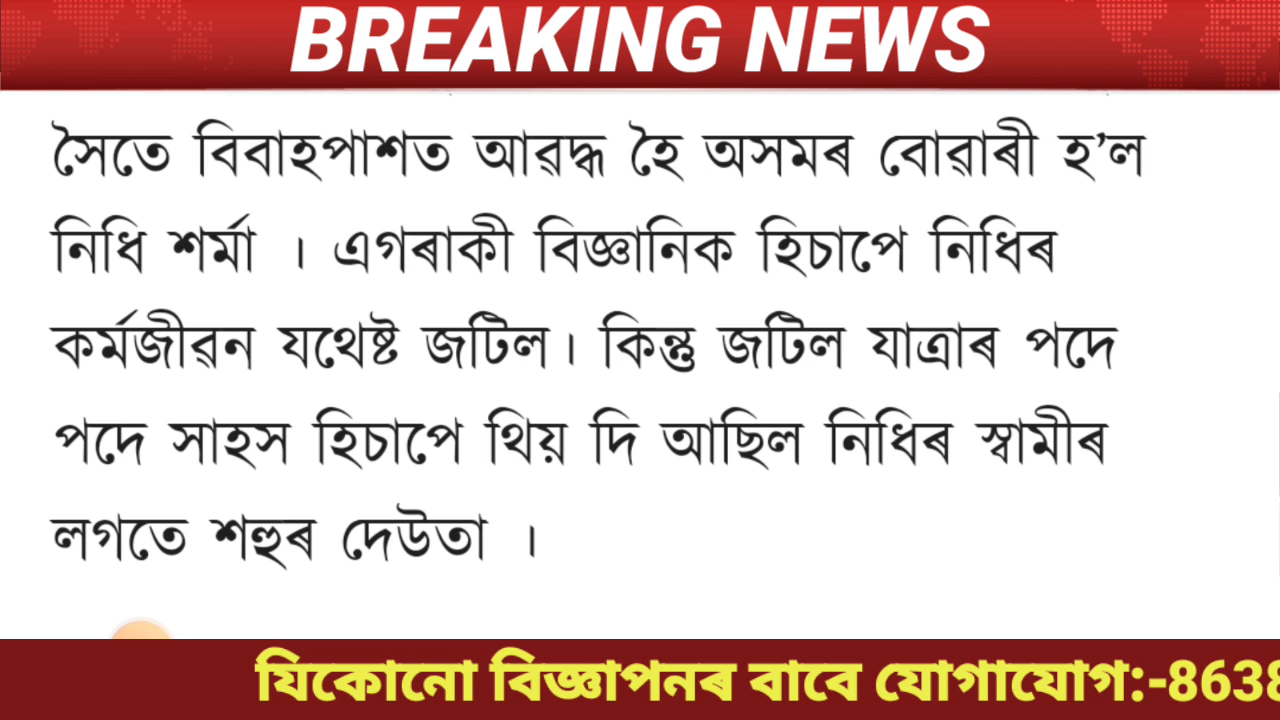 BREAKING NEWS
সৈতে বিবাহপাশত আৱদ্ধ হৈ অসমৰ বোৱাৰী হ’ল
নিধি শৰ্মা । এগৰাকী বিজ্ঞানিক হিচাপে নিধিৰ
কৰ্মজীৱন যথেষ্ট জটিল। কিন্তু জটিল যাত্ৰাৰ পদে
পদে সাহস হিচাপে থিয় দি আছিল নিধিৰ স্বামীৰ
লগতে শহুৰ দেউতা ।
যিকোনো বিজ্ঞাপনৰ বাবে যোগাযোগ:-8638